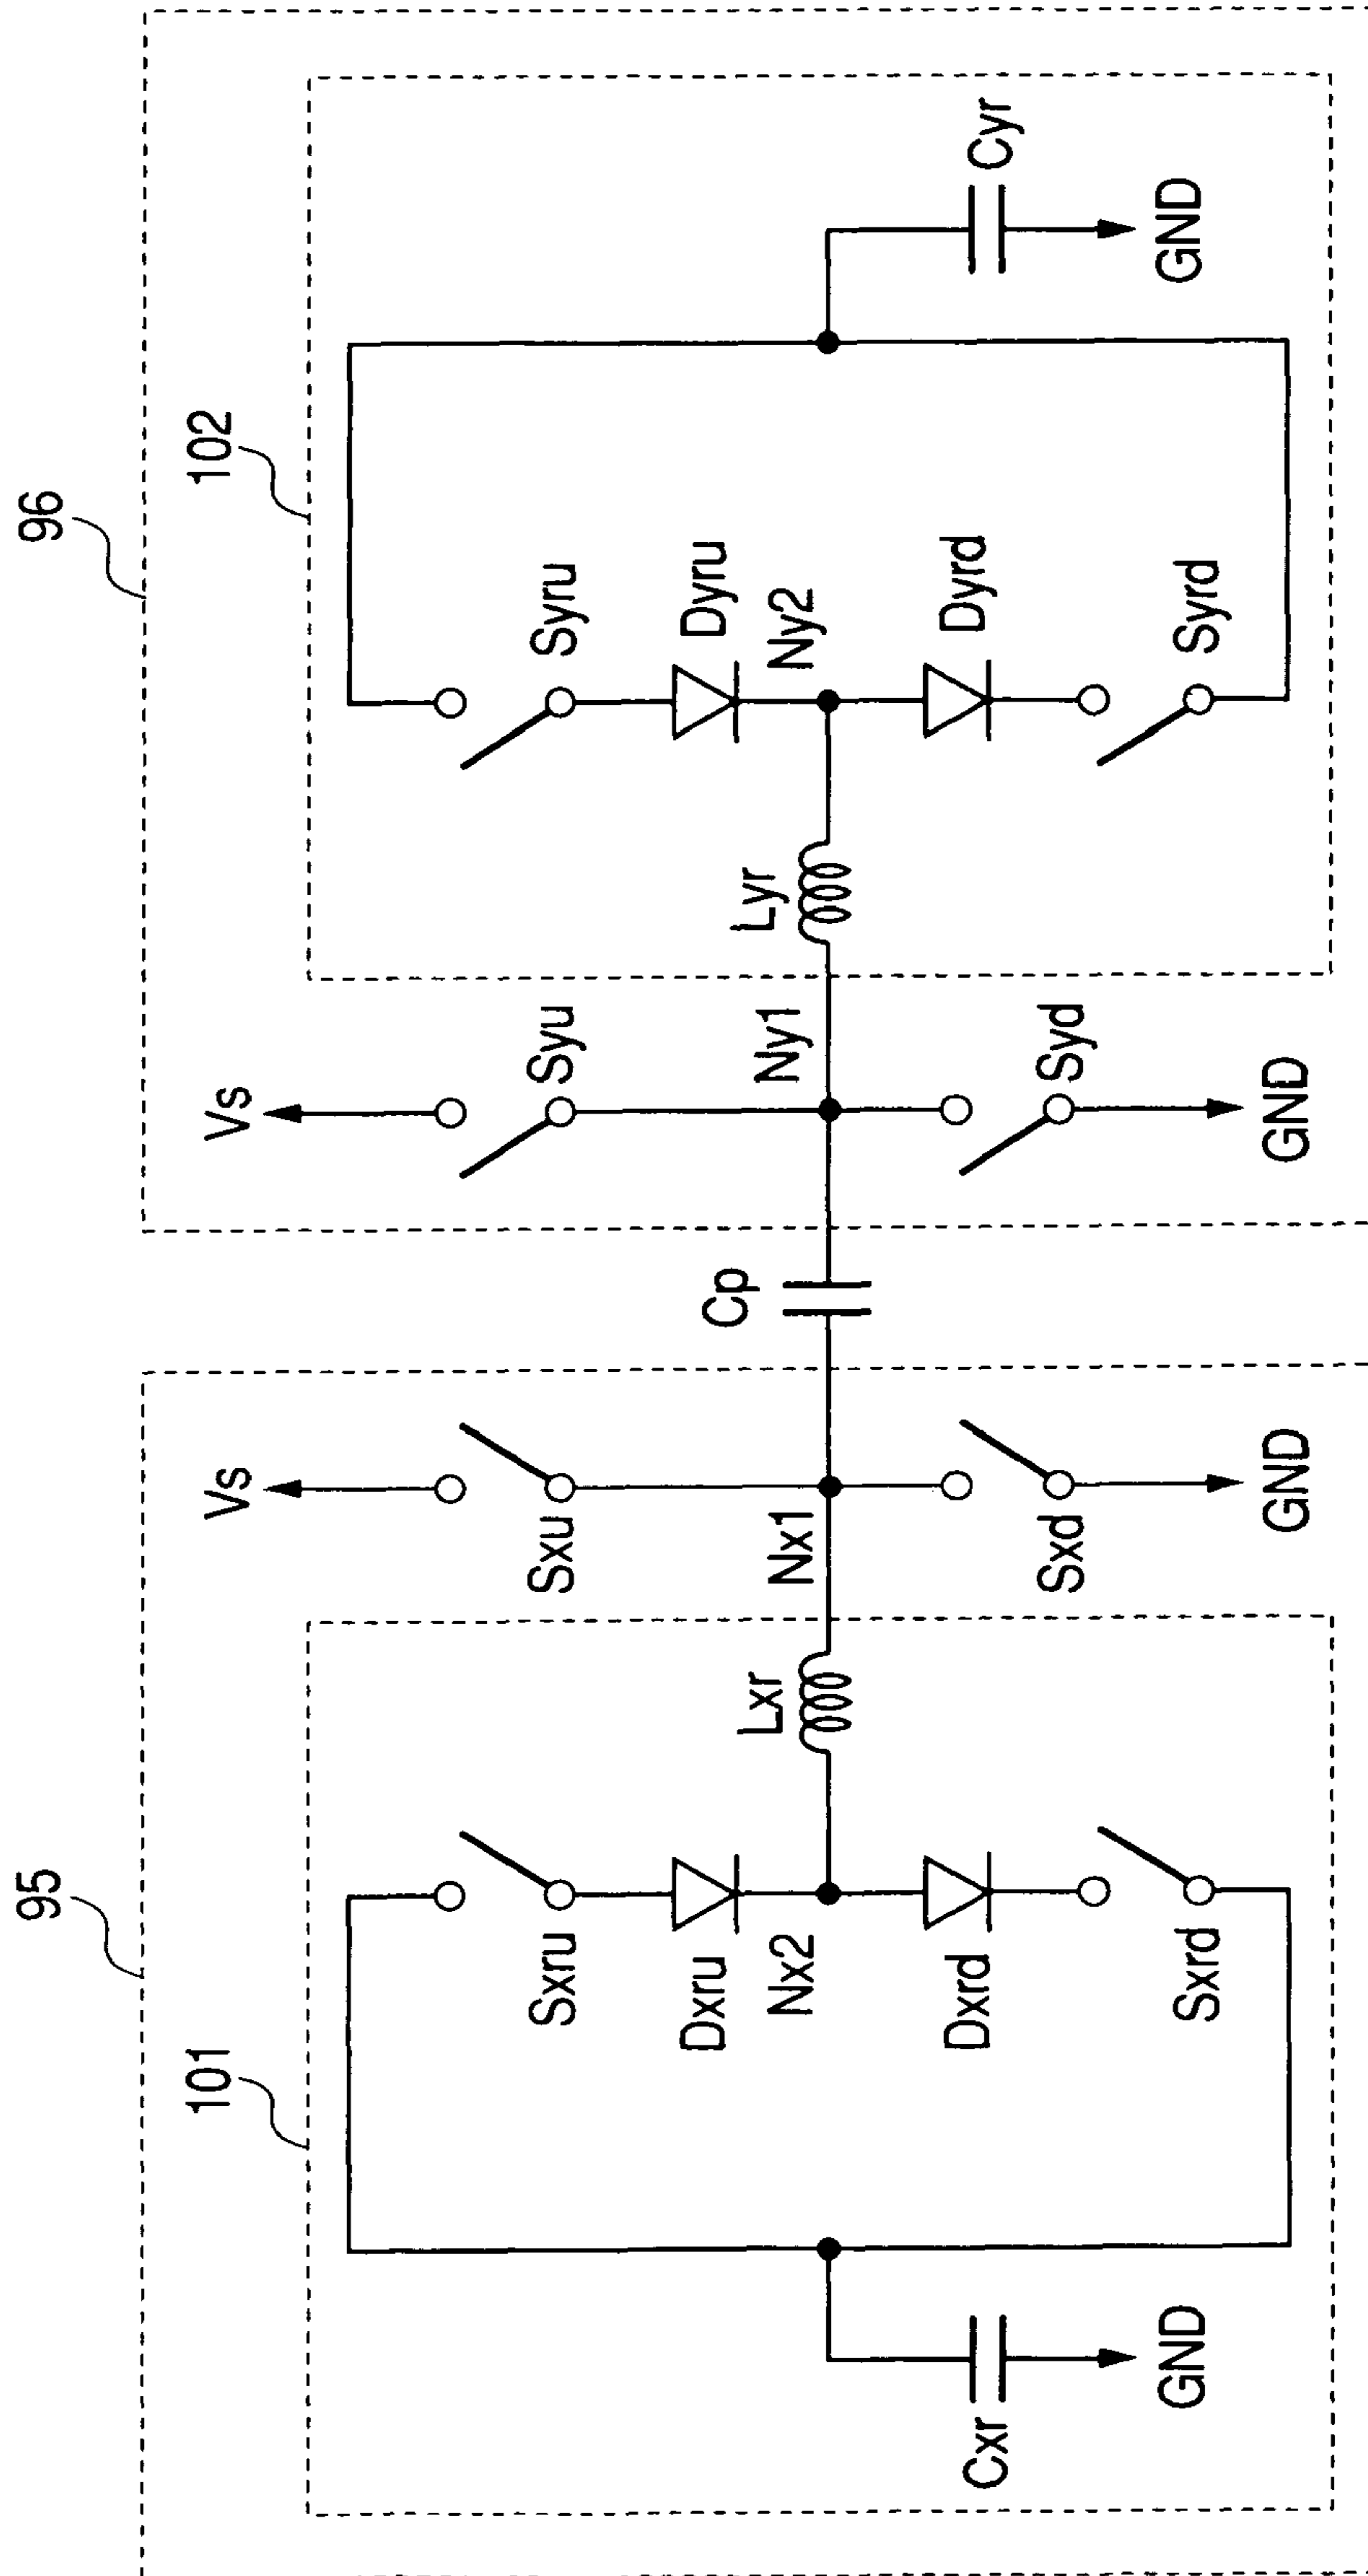 95
96
101
102
Vs
Vs
Sxru
Sxu
Syu
Syru
Dxru
Cp
Dyru
Nx2
Lxr
Nx1
Ny1
Lyr
Ny2
Cxr
Dxrd
Dyrd
Cyr
Sxd
Syd
GND
Sxrd
Syrd
GND
GND
GND